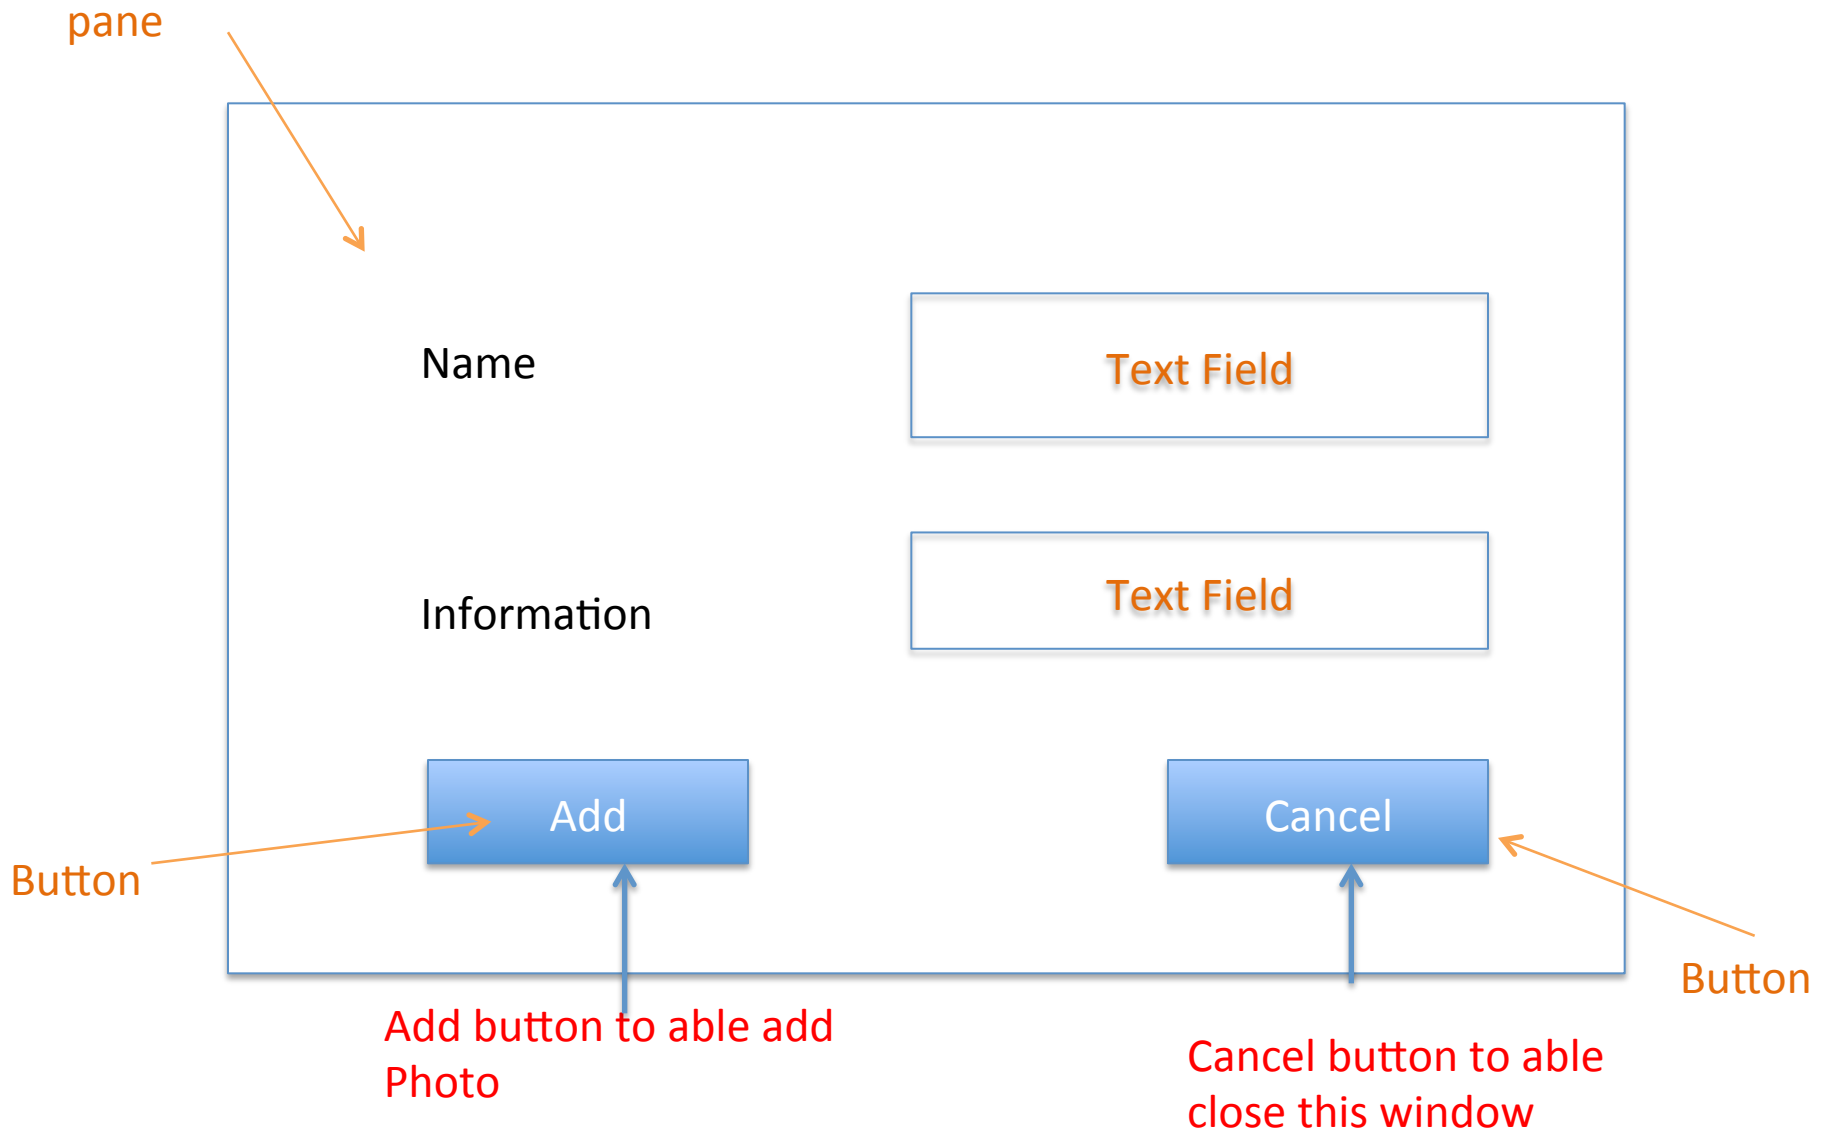 pane
Name
Text Field
Information
Text Field
Add
Cancel
Button
Button
Add button to able add
Photo
Cancel button to able
close this window